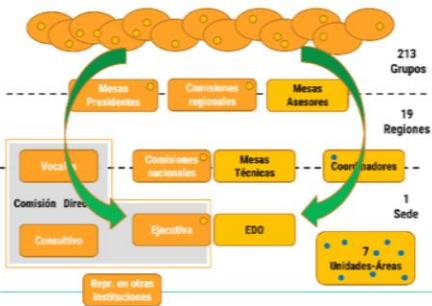 213
Grupos
Mesas
Presidentes
Comisiones
regionales
Mesas
Asesores
19
Regiones
Vocales
Comisiones
nacionales
Mesas
Técnicas
Coordinadores
1
Sede
Comisión Direc
Consultivo
Ejecutiva
EDO
7
Unidades-Áreas
Repr. en otras
instituciones